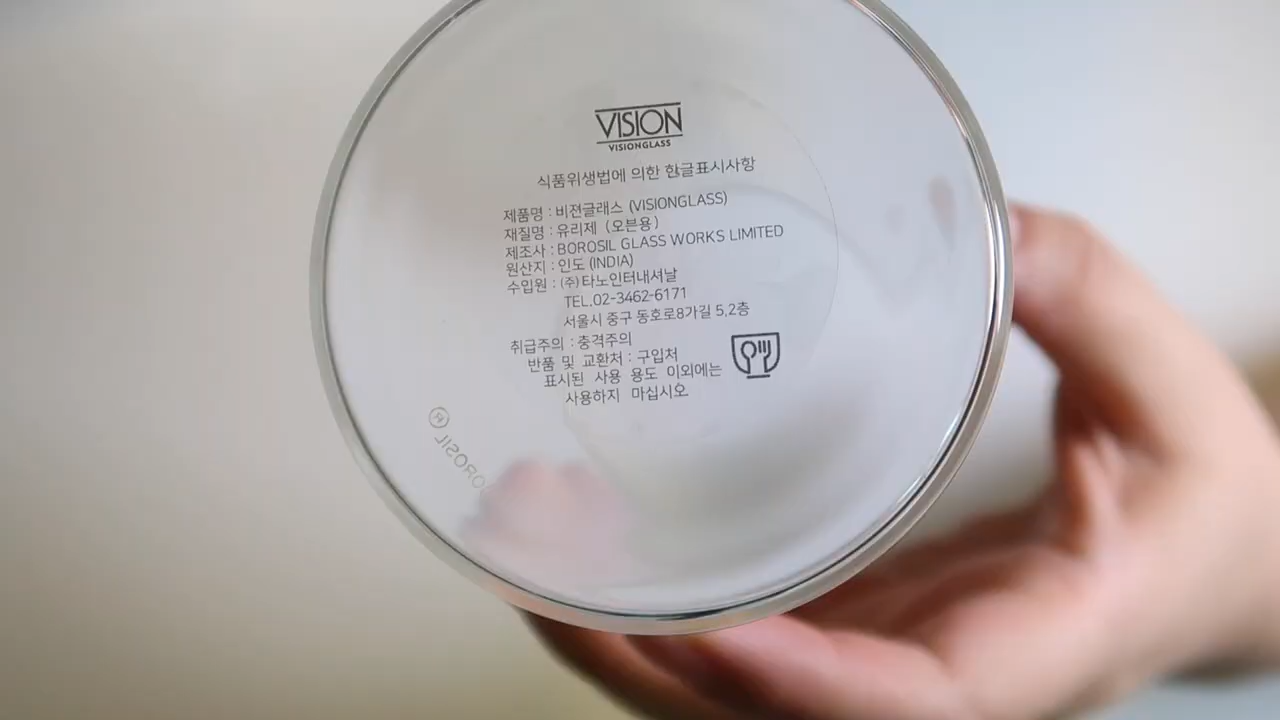 VISION
VISIONGLASS
식품위생법에 의한 한글표시사항
제품명 : 비젼글래스 (VISIONGLASS)
재질명 : 유리제 (오븐용)
제조사 : BOROSIL GLASS WORKS LIMITED
원산지 : 인도 (INDIA)
수입원 : (주)타노인터내셔날
TEL.02-3462-6171
서울시 중구 동호로8가길 5,2층
취급주의 : 충격주의
반품 및 교환처 : 구입처
표시된 사용 용도 이외에는
사용하지 마십시오
BOROSIL®